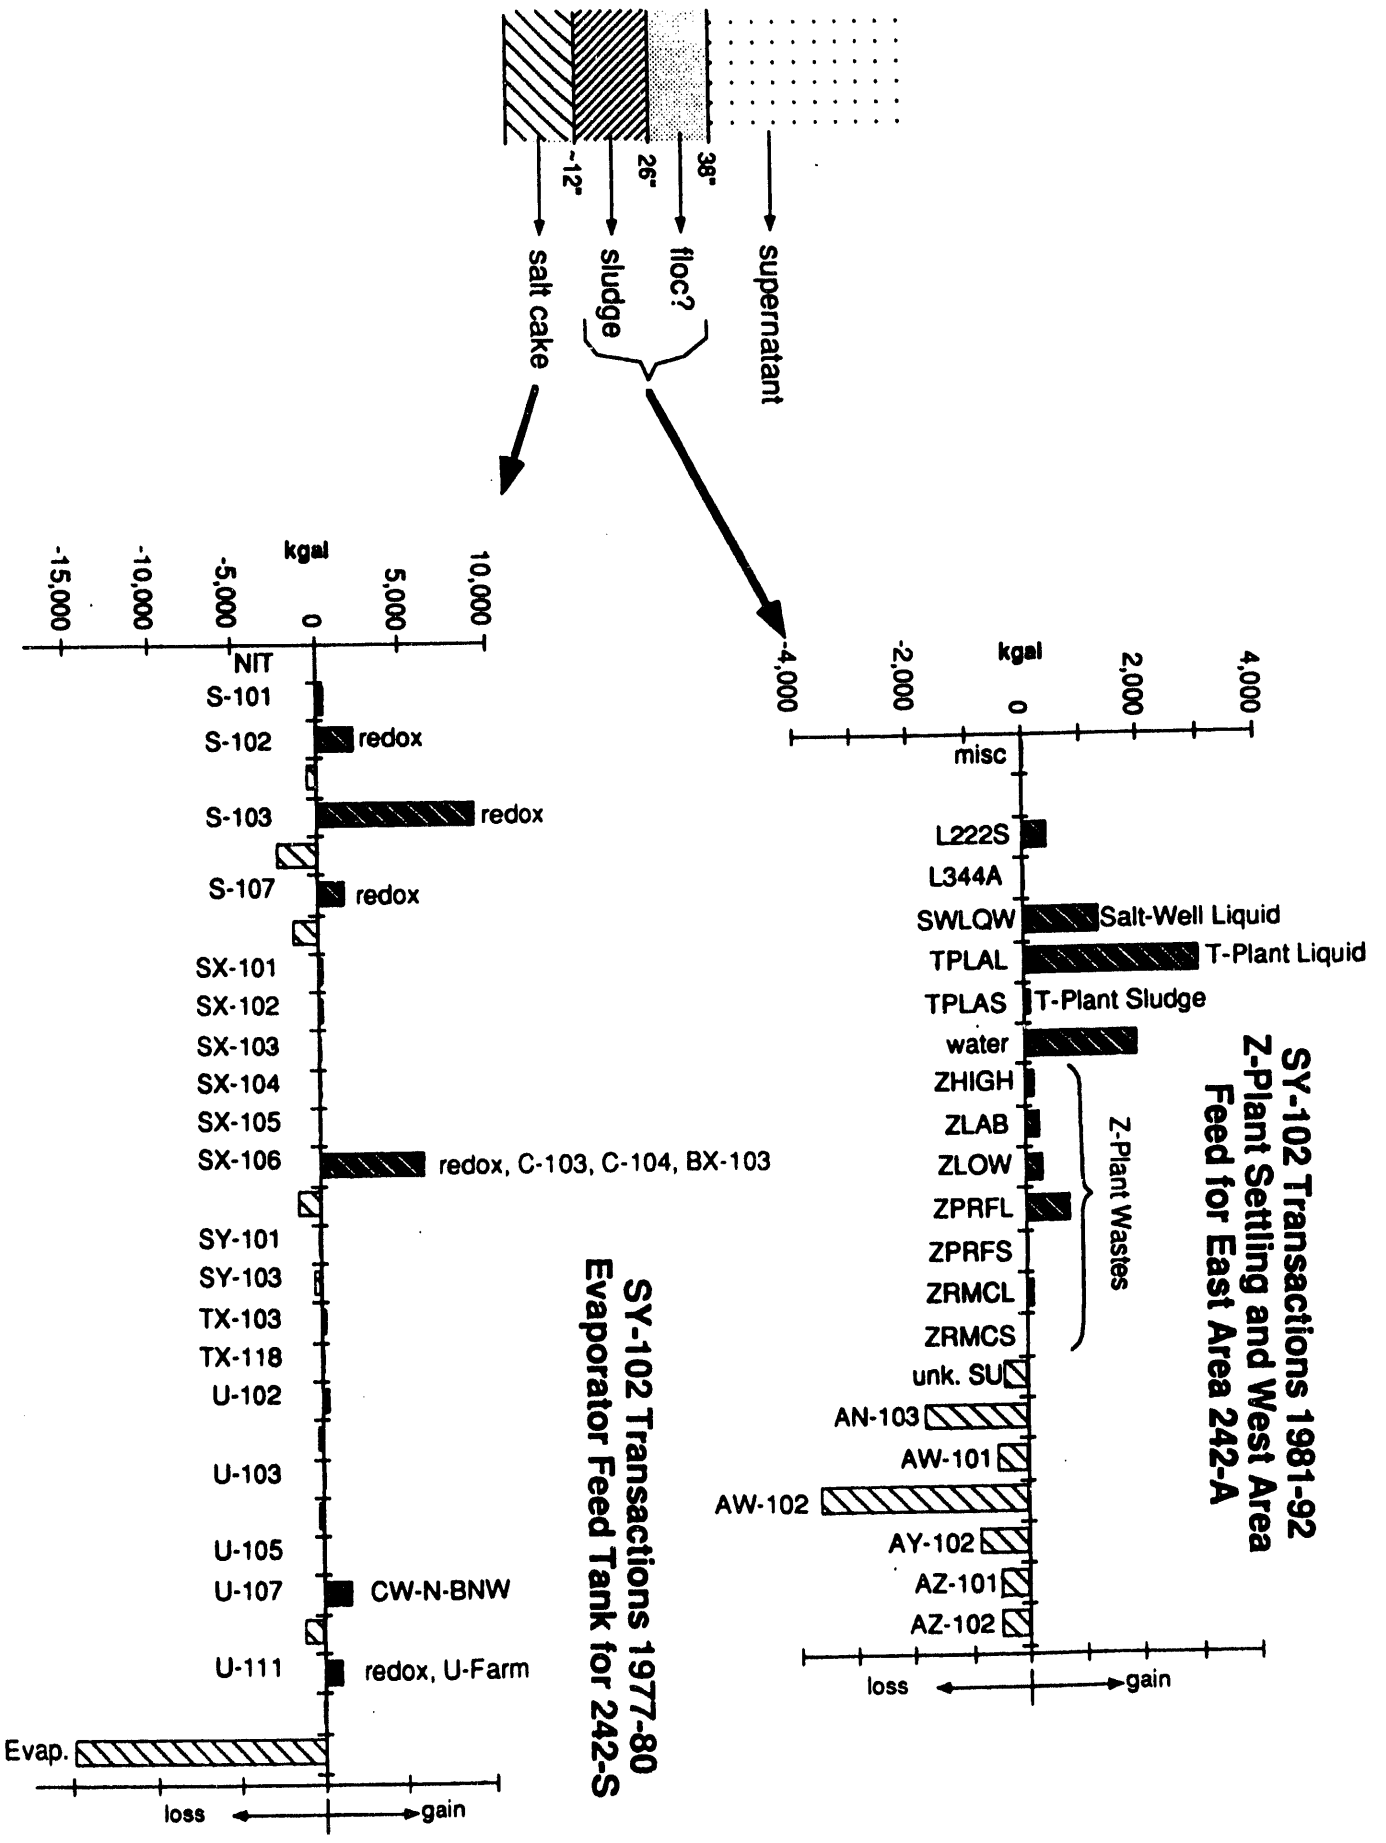 supernatant
38"
floc?
26"
sludge
~12"
salt cake
SY-102 Transactions 1981-92
Z-Plant Settling and West Area
Feed for East Area 242-A
4,000
2,000
kgal
0
-2,000
-4,000
misc
L222S
L344A
SWLQW
Salt-Well Liquid
TPLAL
T-Plant Liquid
TPLAS
T-Plant Sludge
water
ZHIGH
ZLAB
ZLOW
ZPRFL
ZPRFS
ZRMCL
ZRMCS
Z-Plant Wastes
unk. SU
AN-103
AW-101
AW-102
AY-102
AZ-101
AZ-102
loss
gain
SY-102 Transactions 1977-80
Evaporator Feed Tank for 242-S
10,000
5,000
kgal
0
-5,000
-10,000
-15,000
NIT
S-101
S-102
redox
S-103
redox
S-107
redox
SX-101
SX-102
SX-103
SX-104
SX-105
SX-106
redox, C-103, C-104, BX-103
SY-101
SY-103
TX-103
TX-118
U-102
U-103
U-105
U-107
CW-N-BNW
U-111
redox, U-Farm
Evap.
loss
gain